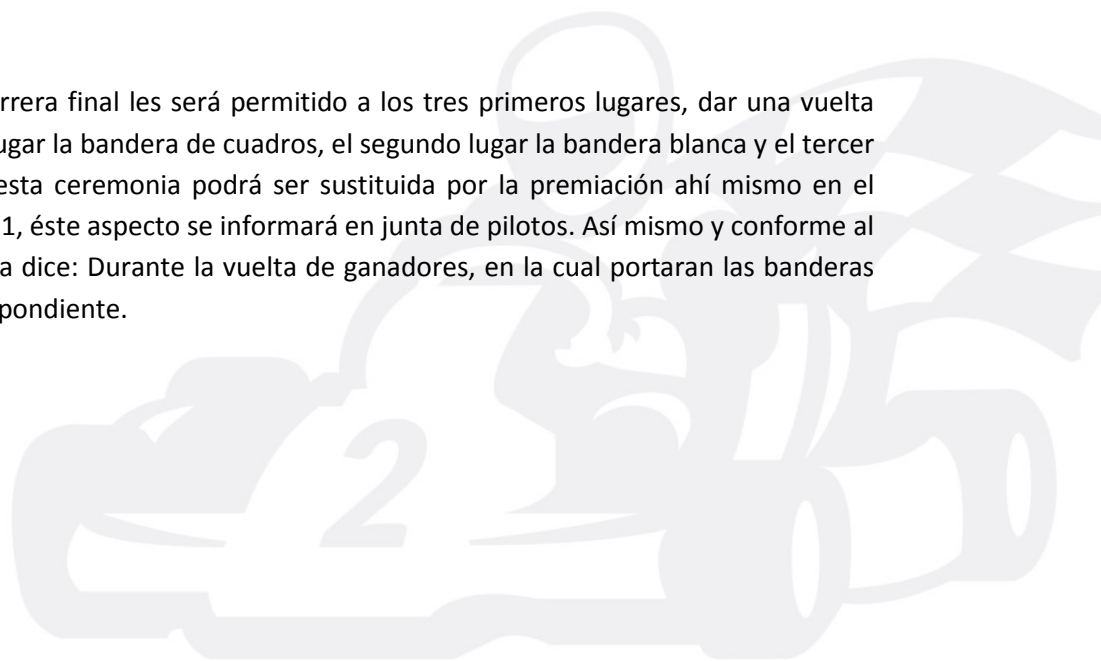 rrera final les será permitido a los tres primeros lugares, dar una vuelta
ugar la bandera de cuadros, el segundo lugar la bandera blanca y el tercer
esta ceremonia podrá ser sustituida por la premiación ahí mismo en el
1, éste aspecto se informará en junta de pilotos. Así mismo y conforme al
a dice: Durante la vuelta de ganadores, en la cual portaran las banderas
pondiente.
2